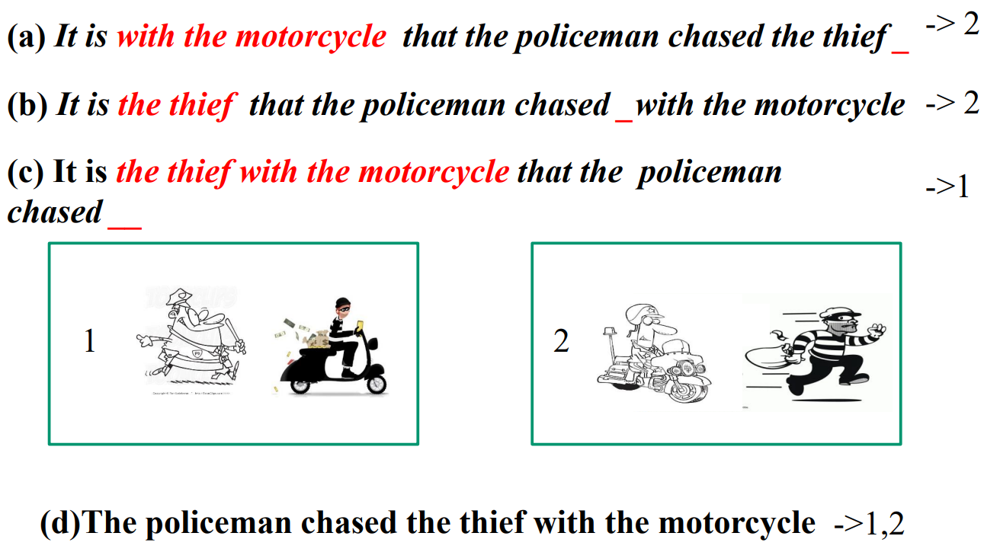 (a) It is with the motorcycle that the policeman chased the thief _ -> 2
(b) It is the thief that the policeman chased _ with the motorcycle -> 2
(c) It is the thief with the motorcycle that the policeman
chased __ ->1
1
2
(d)The policeman chased the thief with the motorcycle ->1,2